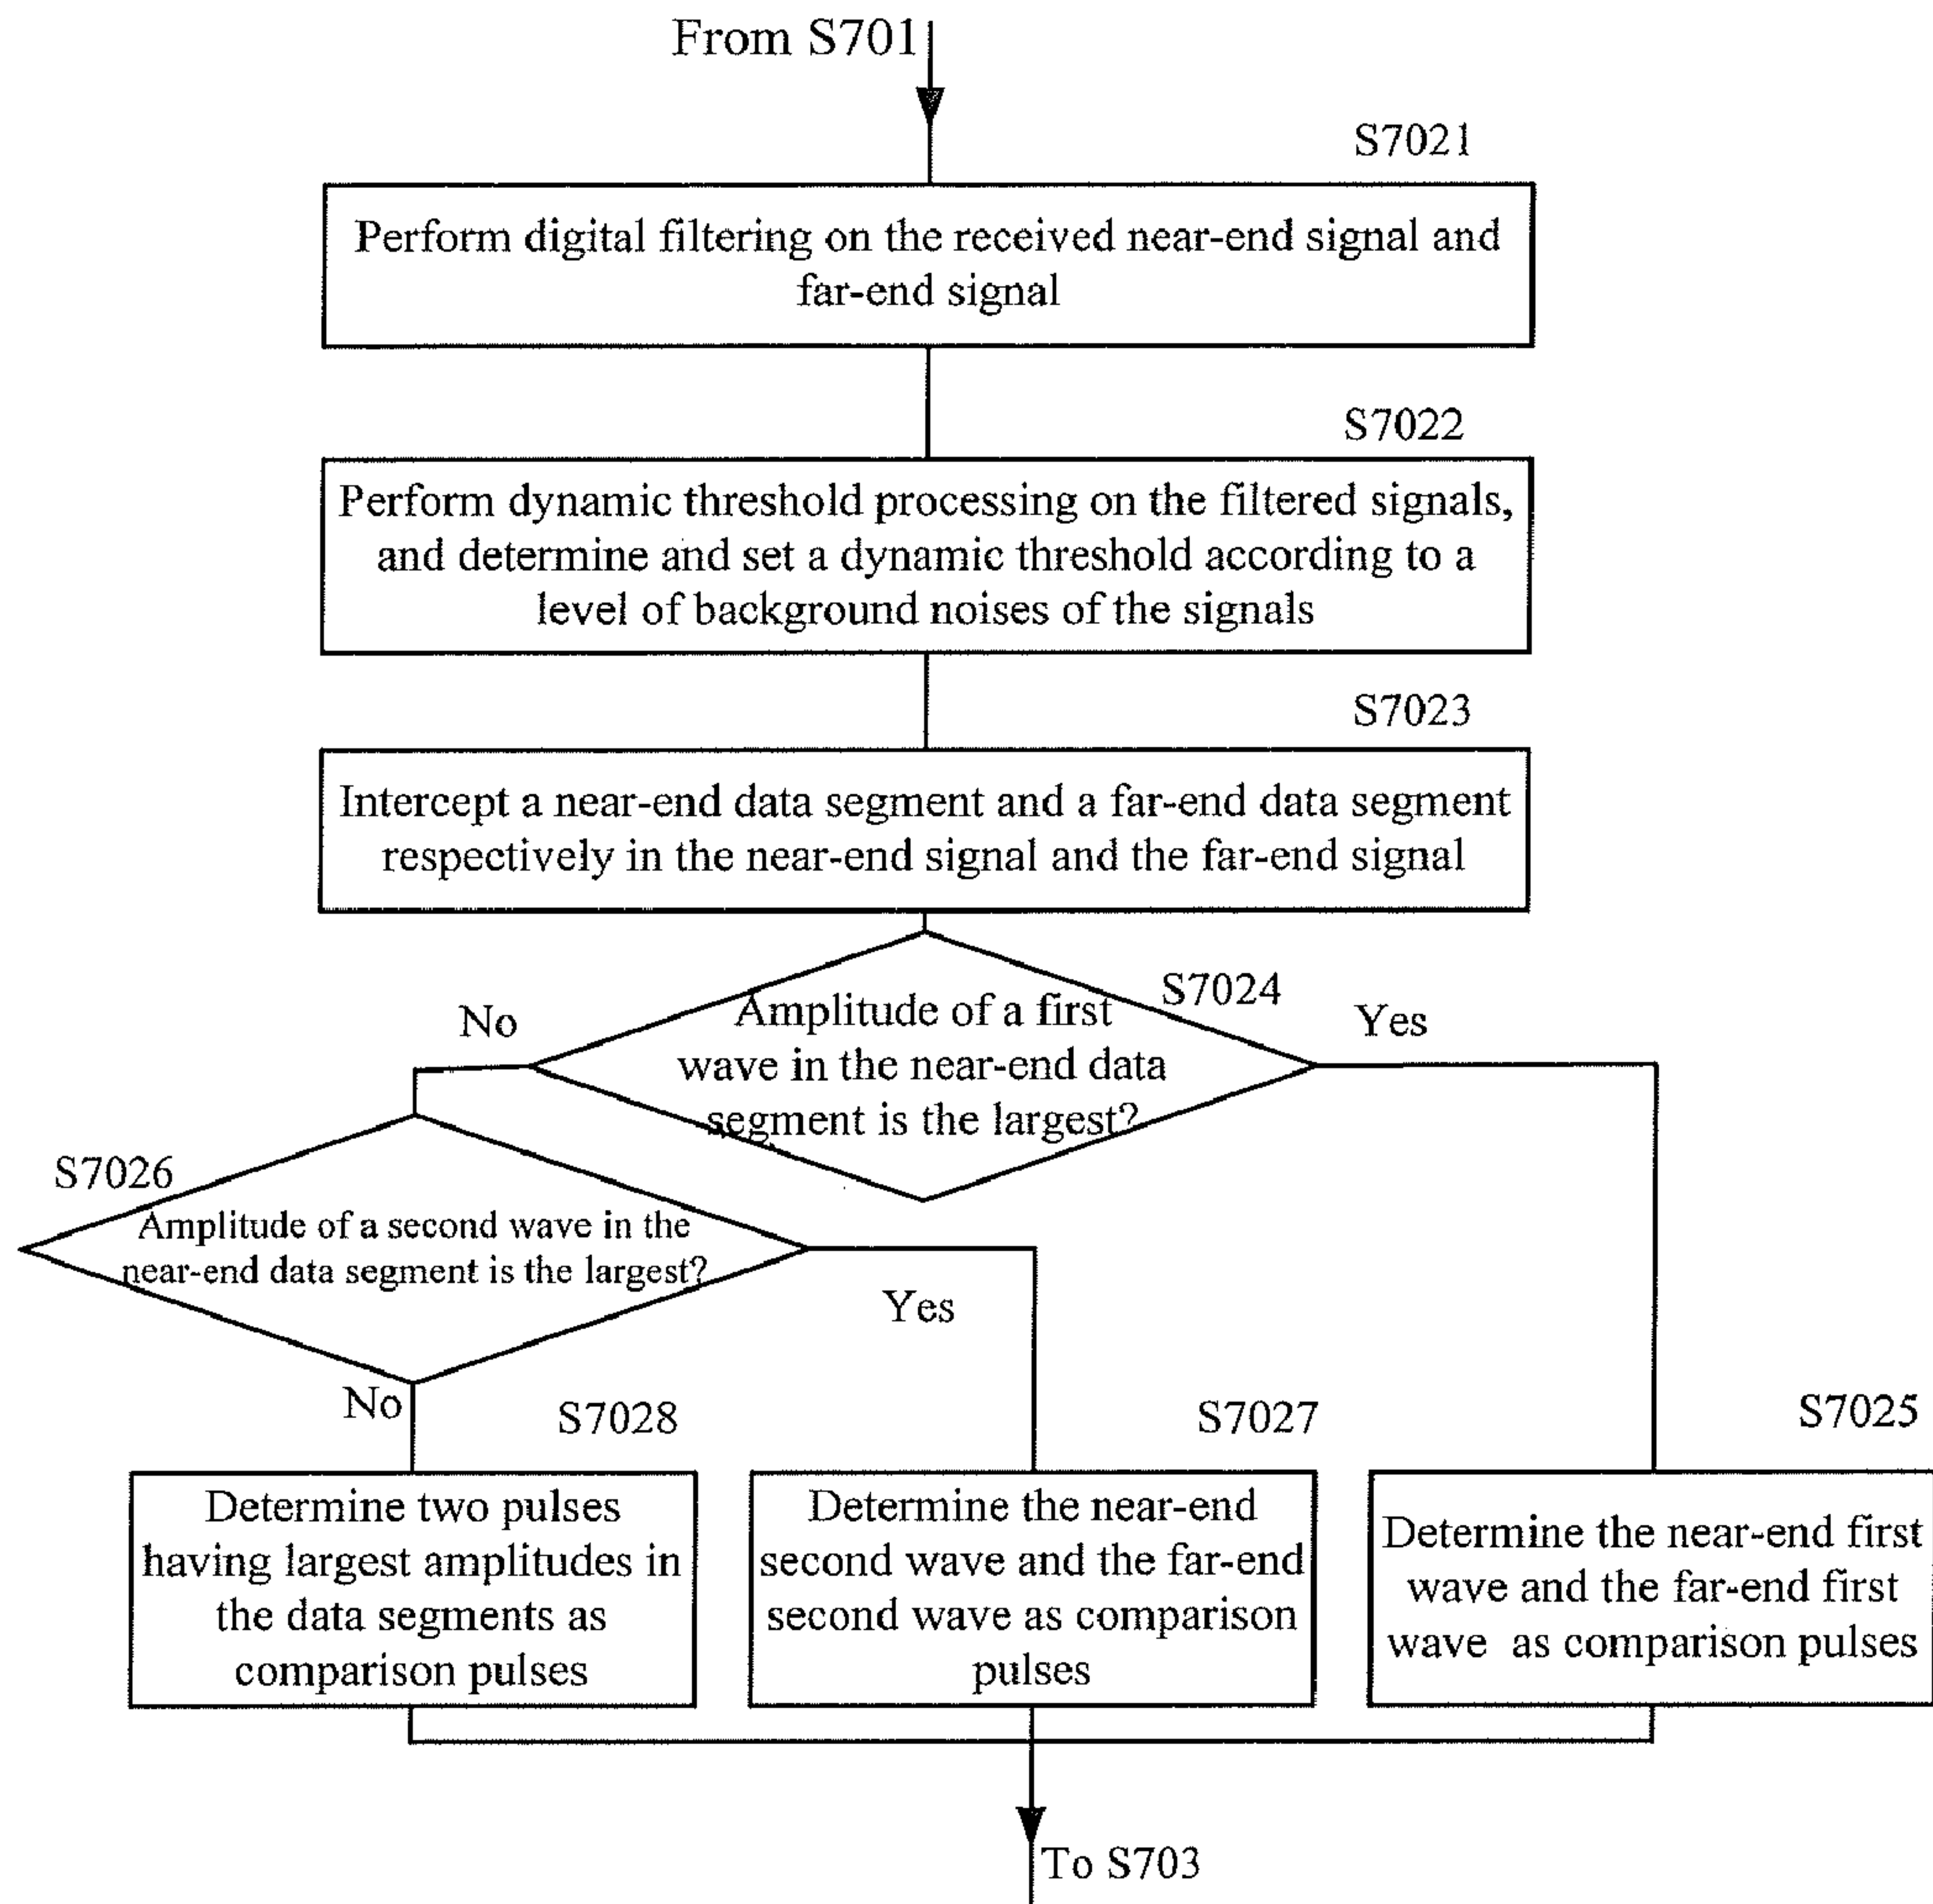 From S701
S7021
Perform digital filtering on the received near-end signal and
far-end signal
S7022
Perform dynamic threshold processing on the filtered signals,
and determine and set a dynamic threshold according to a
level of background noises of the signals
S7023
Intercept a near-end data segment and a far-end data segment
respectively in the near-end signal and the far-end signal
S7024
No
Yes
Amplitude of a first
wave in the near-end data
segment is the largest?
S7026
Amplitude of a second wave in the
near-end data segment is the largest?
Yes
No
S7028
S7027
S7025
Determine two pulses
having largest amplitudes in
the data segments as
comparison pulses
Determine the near-end
second wave and the far-end
second wave as comparison
pulses
Determine the near-end first
wave and the far-end first
wave as comparison pulses
To S703